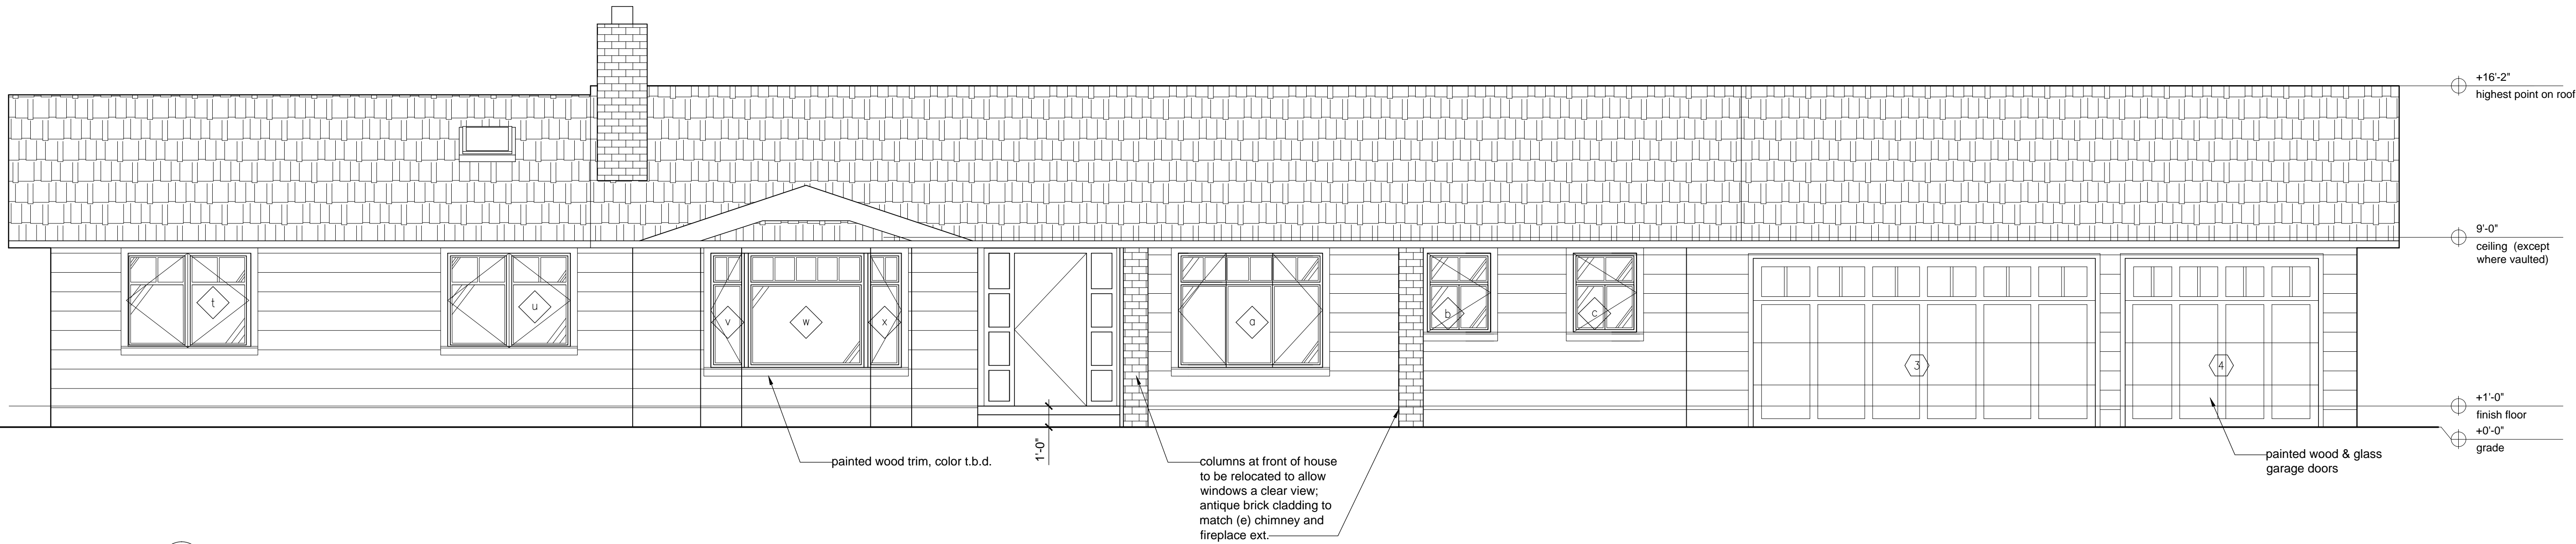 +16'-2"
highest point on roof
9'-0"
ceiling (except
where vaulted)
t
u
v
w
x
a
b
c
3
4
+1'-0"
finish floor
+0'-0"
grade
1'-0"
painted wood trim, color t.b.d.
columns at front of house
to be relocated to allow
windows a clear view;
antique brick cladding to
match (e) chimney and
fireplace ext.
painted wood & glass
garage doors